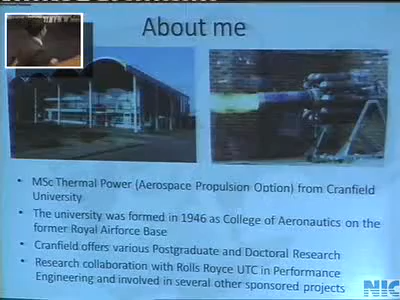 About me
• MSc Thermal Power (Aerospace Propulsion Option) from Cranfield
University
• The university was formed in 1946 as College of Aeronautics on the
former Royal Airforce Base
• Cranfield offers various Postgraduate and Doctoral Research
• Research collaboration with Rolls Royce UTC in Performance
Engineering and involved in several other sponsored projects
NIC